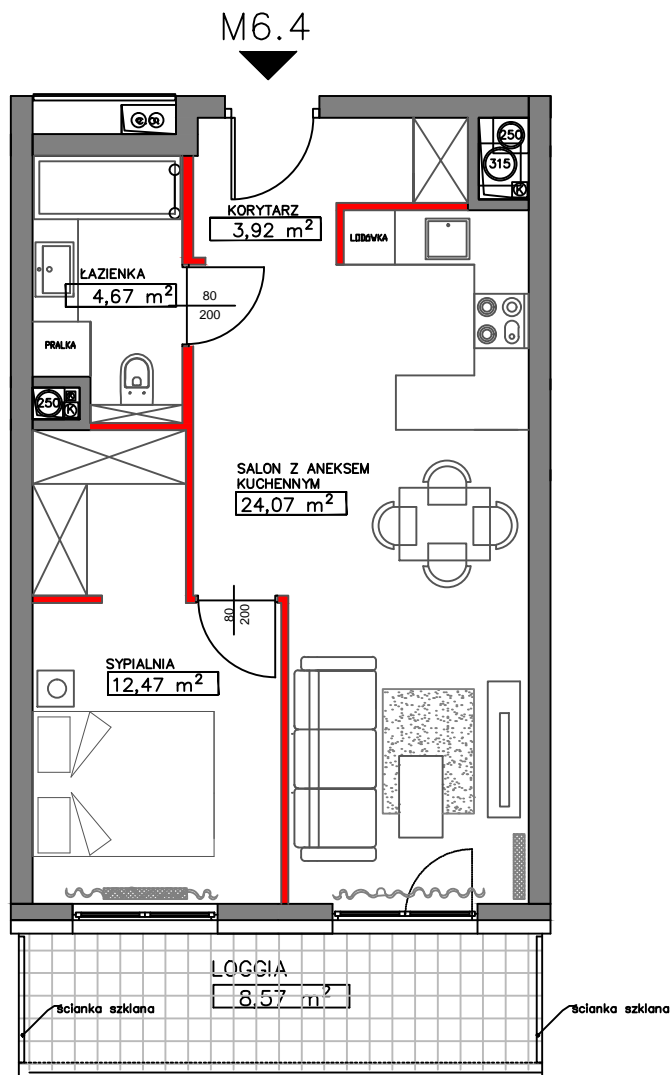 M6.4
250
315
K
KORYTARZ
3,92 m²
LODÓWKA
ŁAZIENKA
4,67 m²
80
200
PRALKA
250
K
SALON Z ANEKSEM
KUCHENNYM
24,07 m²
80
200
SYPIALNIA
12,47 m²
LOGGIA
8,57 m²
ścianka szklana
ścianka szklana